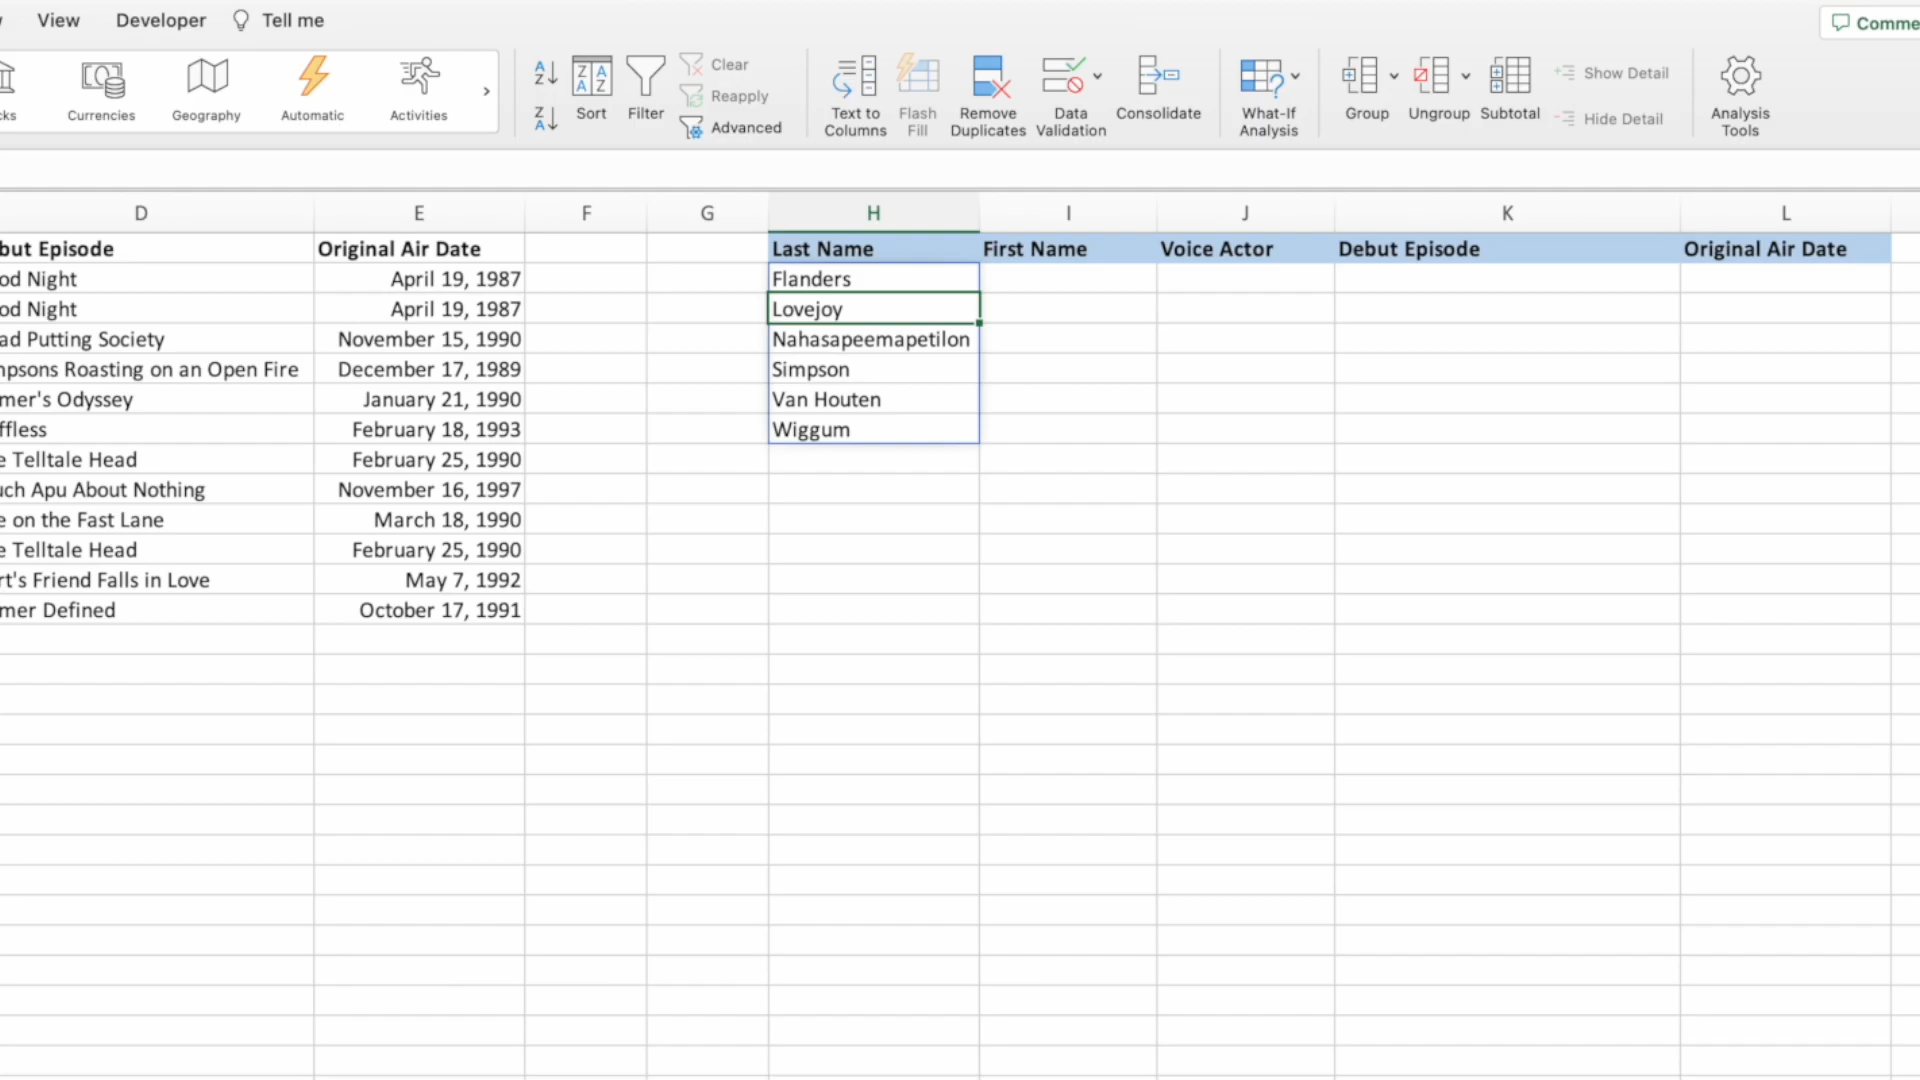 View Developer Tell me Comme
Currencies Geography Automatic Activities Sort Filter Clear Reapply Advanced Text to Columns Flash Fill Remove Duplicates Data Validation Consolidate What-If Analysis Group Ungroup Subtotal Show Detail Hide Detail Analysis Tools
D E F G H I J K L
but Episode Original Air Date Last Name First Name Voice Actor Debut Episode Original Air Date
od Night April 19, 1987 Flanders
od Night April 19, 1987 Lovejoy
ad Putting Society November 15, 1990 Nahasapeemapetilon
mpsons Roasting on an Open Fire December 17, 1989 Simpson
mer's Odyssey January 21, 1990 Van Houten
ffless February 18, 1993 Wiggum
e Telltale Head February 25, 1990
uch Apu About Nothing November 16, 1997
e on the Fast Lane March 18, 1990
e Telltale Head February 25, 1990
rt's Friend Falls in Love May 7, 1992
mer Defined October 17, 1991